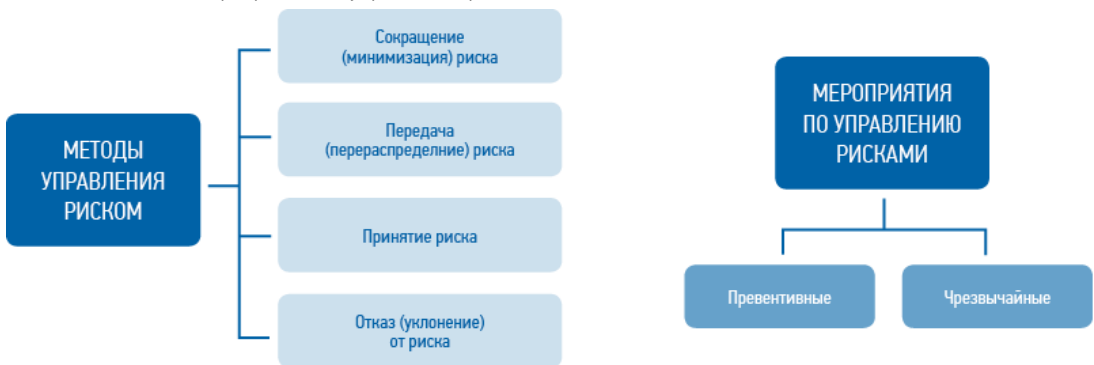 МЕТОДЫ
УПРАВЛЕНИЯ
РИСКОМ
Сокращение
(минимизация) риска
Передача
(перераспределние) риска
Принятие риска
Отказ (уклонение)
от риска
МЕРОПРИЯТИЯ
ПО УПРАВЛЕНИЮ
РИСКАМИ
Превентивные
Чрезвычайные